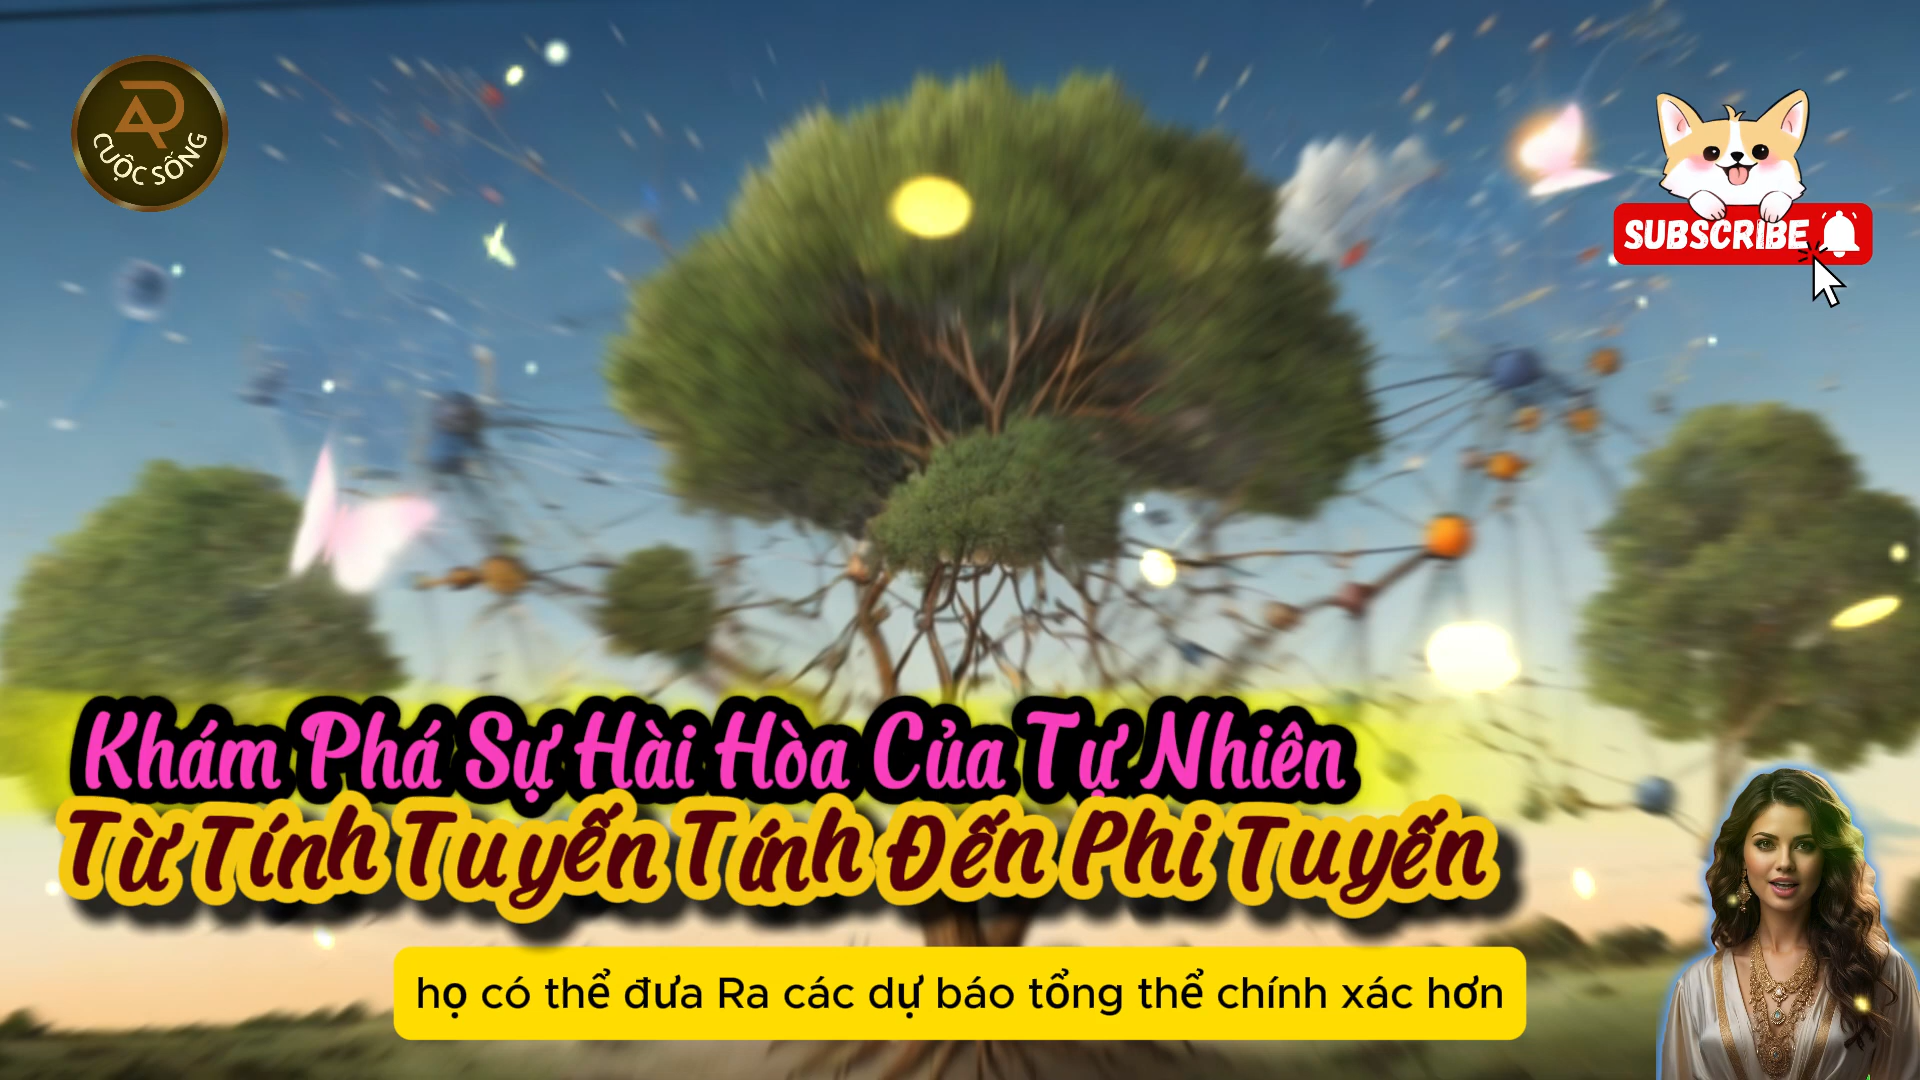 AR
CUỘC SỐNG
SUBSCRIBE
Khám Phá Sự Hài Hòa Của Tự Nhiên
Từ Tính Tuyến Tính Đến Phi Tuyến
họ có thể đưa Ra các dự báo tổng thể chính xác hơn